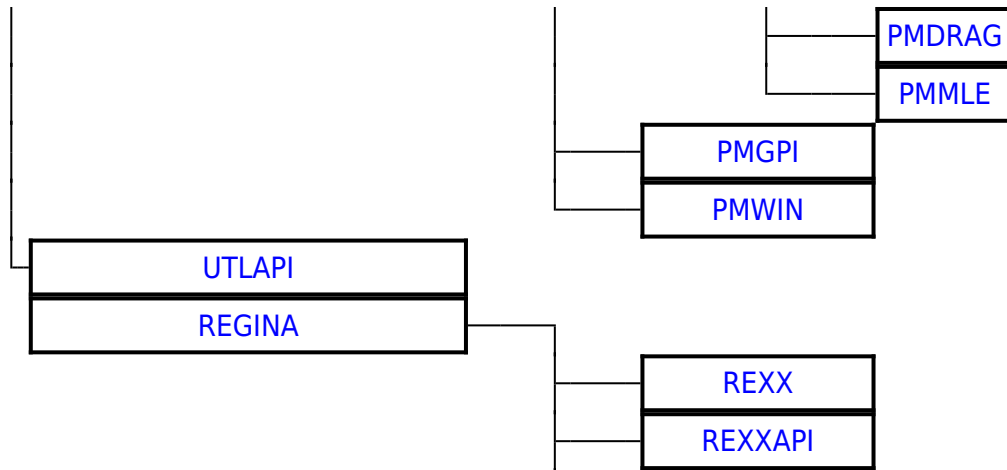 PMDRAG
PMMLE
PMGPI
PMWIN
UTLAPI
REGINA
REXX
REXXAPI